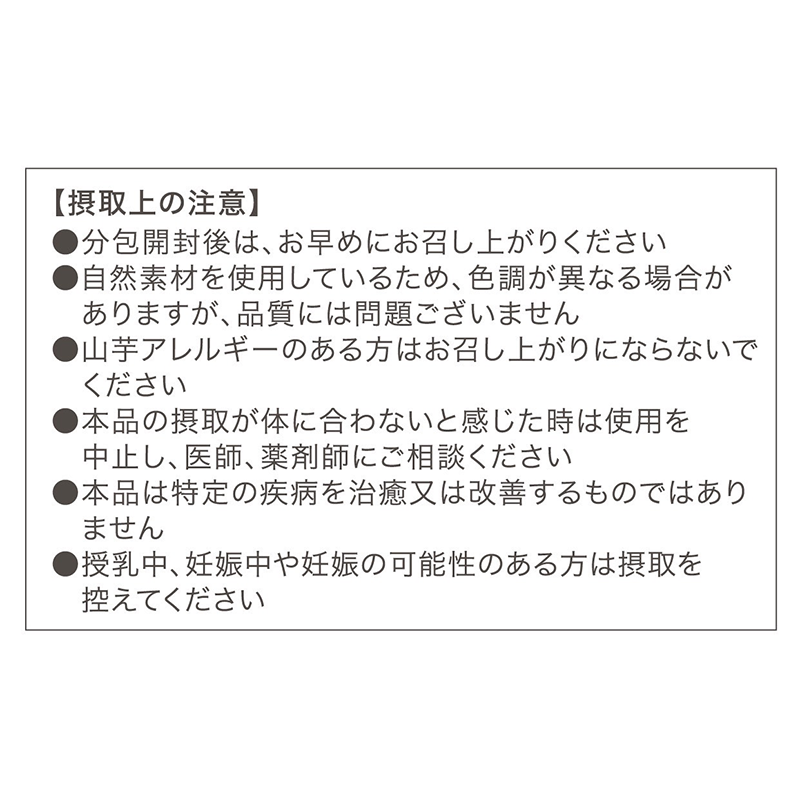 【摂取上の注意】
●分包開封後は、お早めにお召し上がりください
●自然素材を使用しているため、色調が異なる場合が
ありますが、品質には問題ございません
●山芋アレルギーのある方はお召し上がりにならないで
ください
●本品の摂取が体に合わないと感じた時は使用を
中止し、医師、薬剤師にご相談ください
●本品は特定の疾病を治癒又は改善するものではあり
ません
●授乳中、妊娠中や妊娠の可能性のある方は摂取を
控えてください